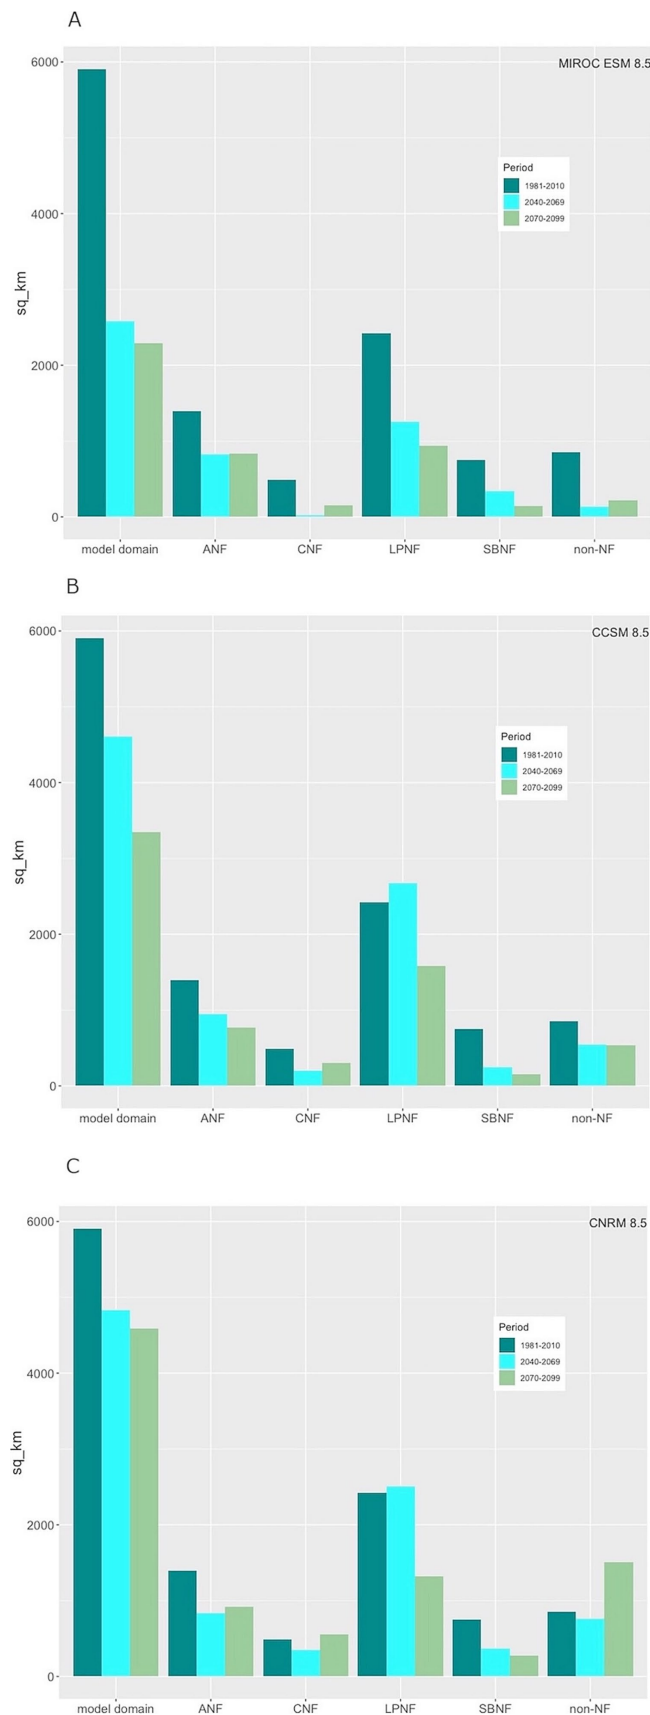 A
MIROC ESM 8.5
6000
4000
2000
0
sq_km
Period
1981-2010
2040-2069
2070-2099
model domain ANF CNF LPNF SBNF non-NF
B
CCSM 8.5
6000
4000
2000
0
sq_km
Period
1981-2010
2040-2069
2070-2099
model domain ANF CNF LPNF SBNF non-NF
C
CNRM 8.5
6000
4000
2000
0
sq_km
Period
1981-2010
2040-2069
2070-2099
model domain ANF CNF LPNF SBNF non-NF